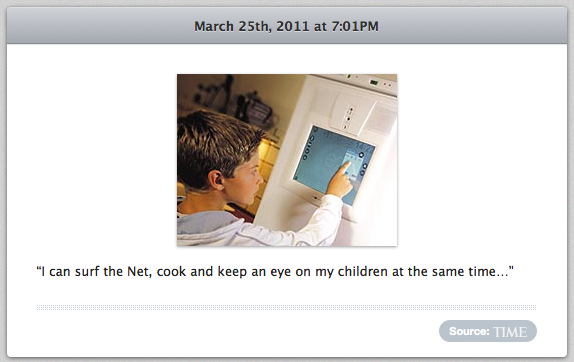 March 25th, 2011 at 7:01PM
“I can surf the Net, cook and keep an eye on my children at the same time…”
Source: TIME